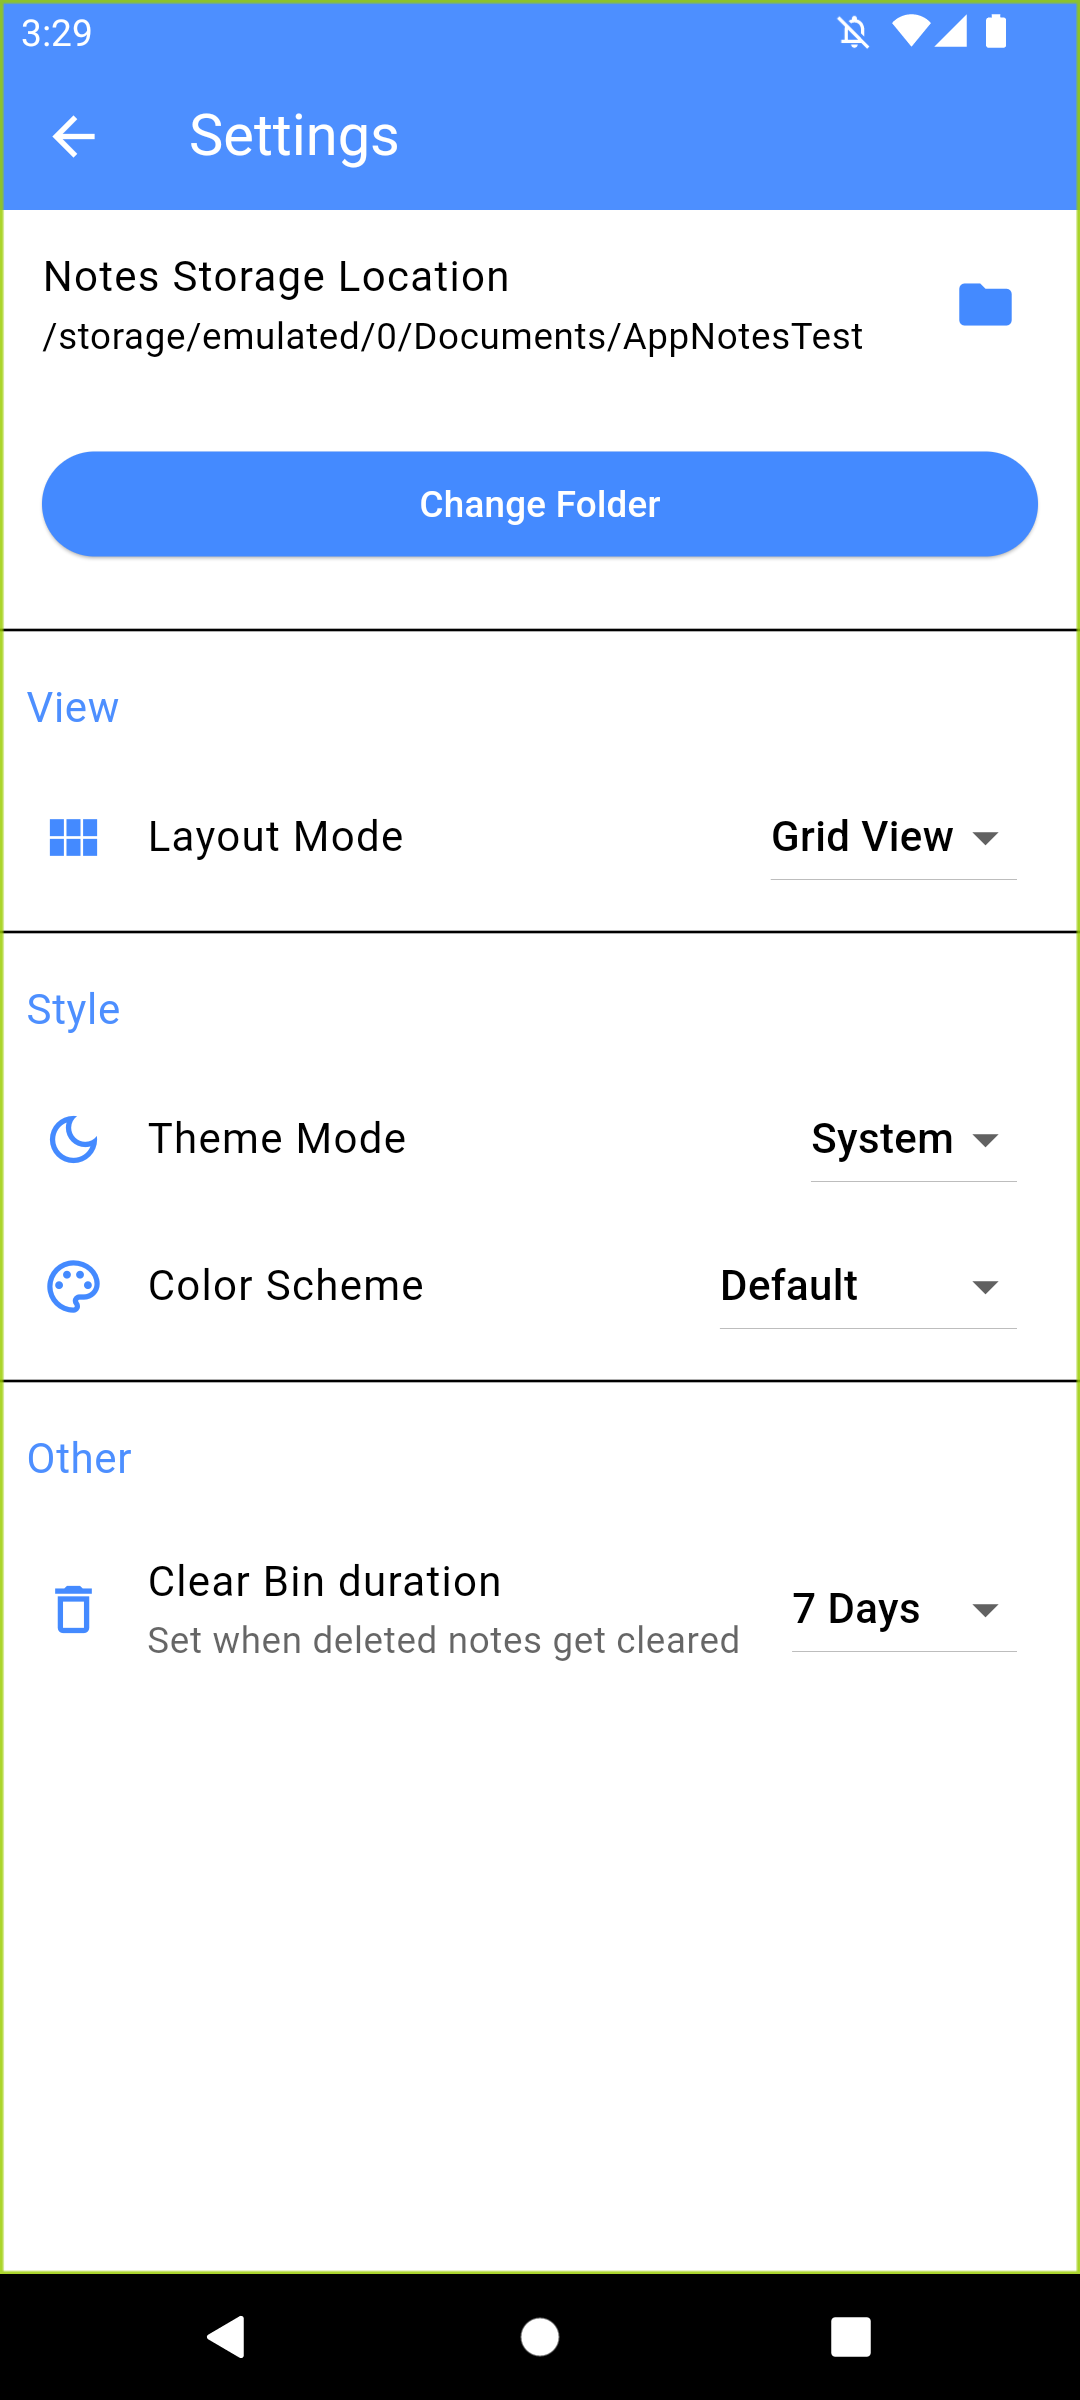 3:29
Settings
Notes Storage Location
/storage/emulated/0/Documents/AppNotesTest
Change Folder
View
Layout Mode
Grid View
Style
Theme Mode
System
Color Scheme
Default
Other
Clear Bin duration
Set when deleted notes get cleared
7 Days